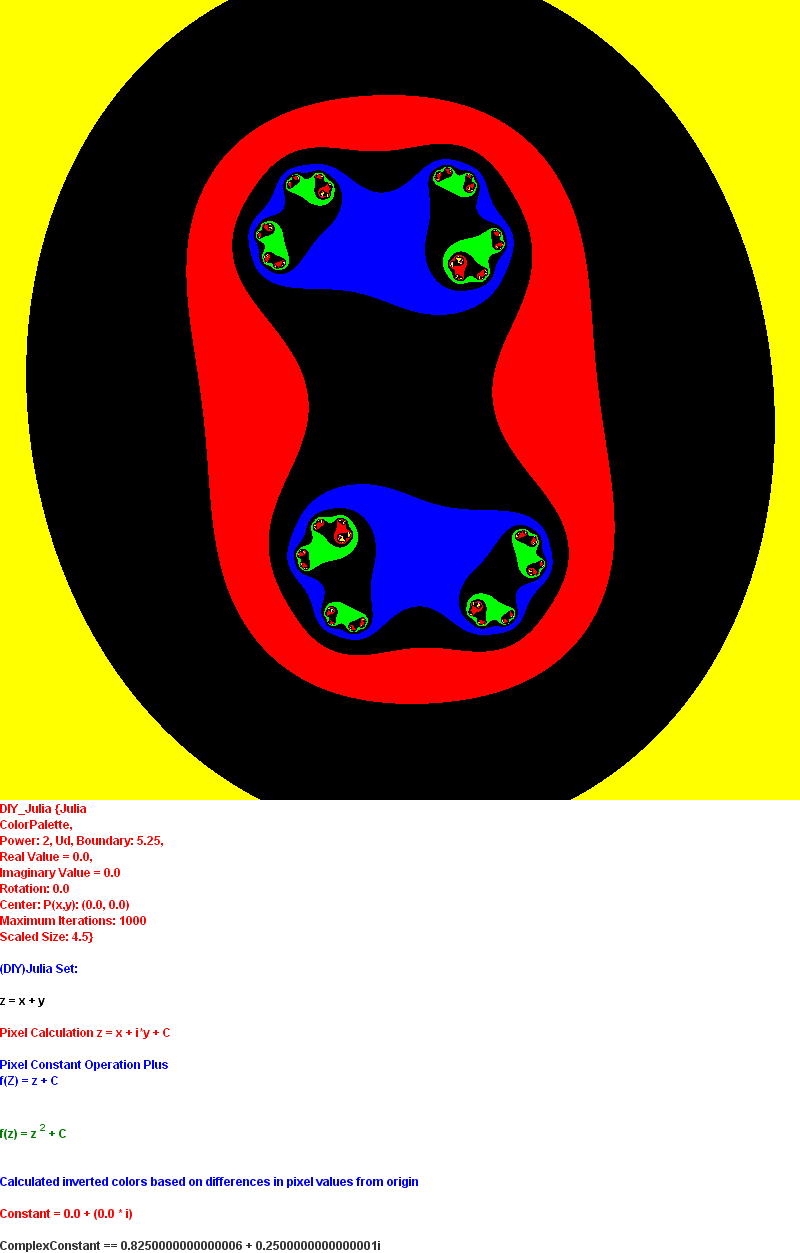 DIY_Julia {Julia
ColorPalette,
Power: 2, Ud, Boundary: 5.25,
Real Value = 0.0,
Imaginary Value = 0.0
Rotation: 0.0
Center: P(x,y): (0.0, 0.0)
Maximum Iterations: 1000
Scaled Size: 4.5}
(DIY)Julia Set:
z = x + y
Pixel Calculation z = x + i*y + C
Pixel Constant Operation Plus
f(Z) = z + C
f(z) = z 2 + C
Calculated inverted colors based on differences in pixel values from origin
Constant = 0.0 + (0.0 * i)
ComplexConstant == 0.8250000000000006 + 0.2500000000000001i